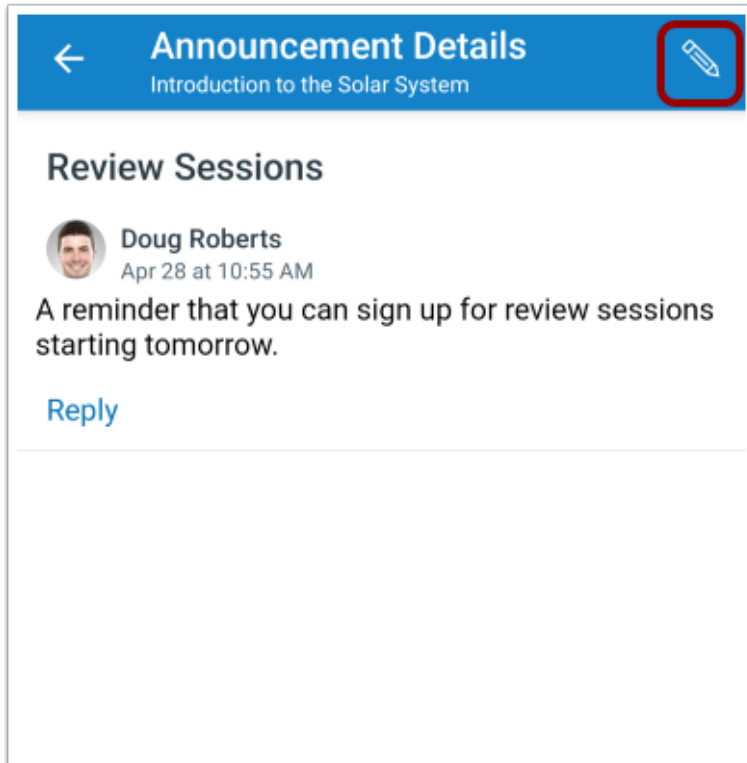 Announcement Details
Introduction to the Solar System
Review Sessions
Doug Roberts
Apr 28 at 10:55 AM
A reminder that you can sign up for review sessions
starting tomorrow.
Reply